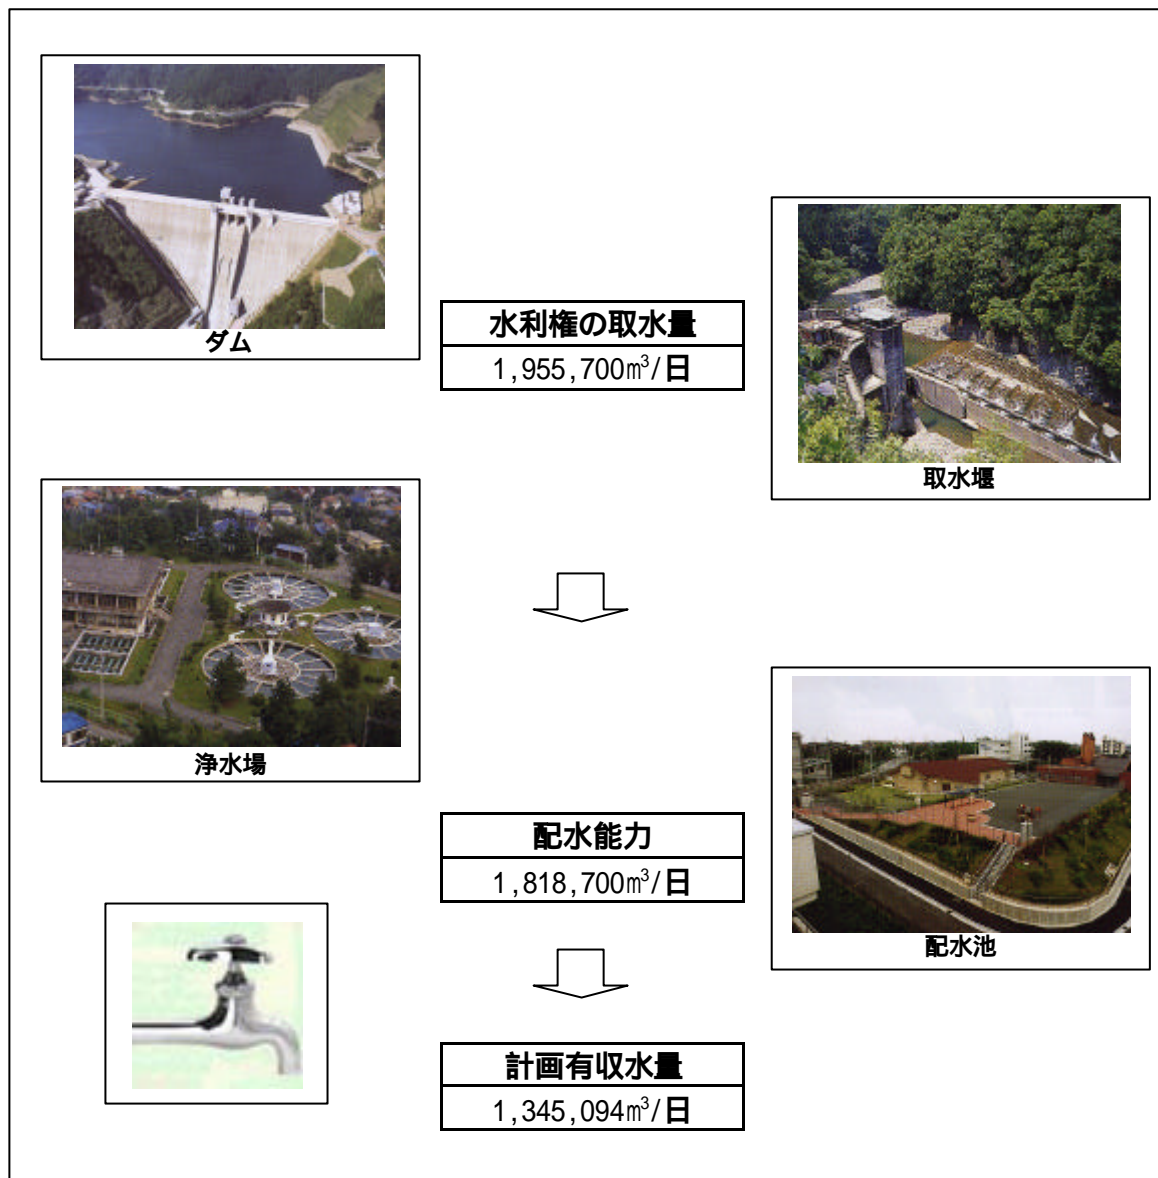 ダム
水利権の取水量
1,955,700㎥/日
取水堰
浄水場
配水能力
1,818,700㎥/日
配水池
計画有収水量
1,345,094㎥/日